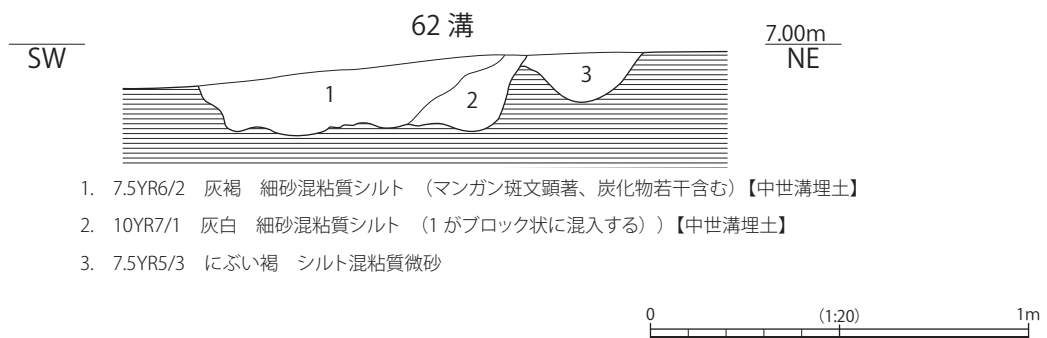 62 溝
7.00m
SW
NE
1
2
3
1. 7.5YR6/2 灰褐 細砂混粘質シルト （マンガン斑文顕著、炭化物若干含む）【中世溝埋土】
2. 10YR7/1 灰白 細砂混粘質シルト （1 がブロック状に混入する））【中世溝埋土】
3. 7.5YR5/3 にぶい褐 シルト混粘質微砂
0 （1:20） 1m